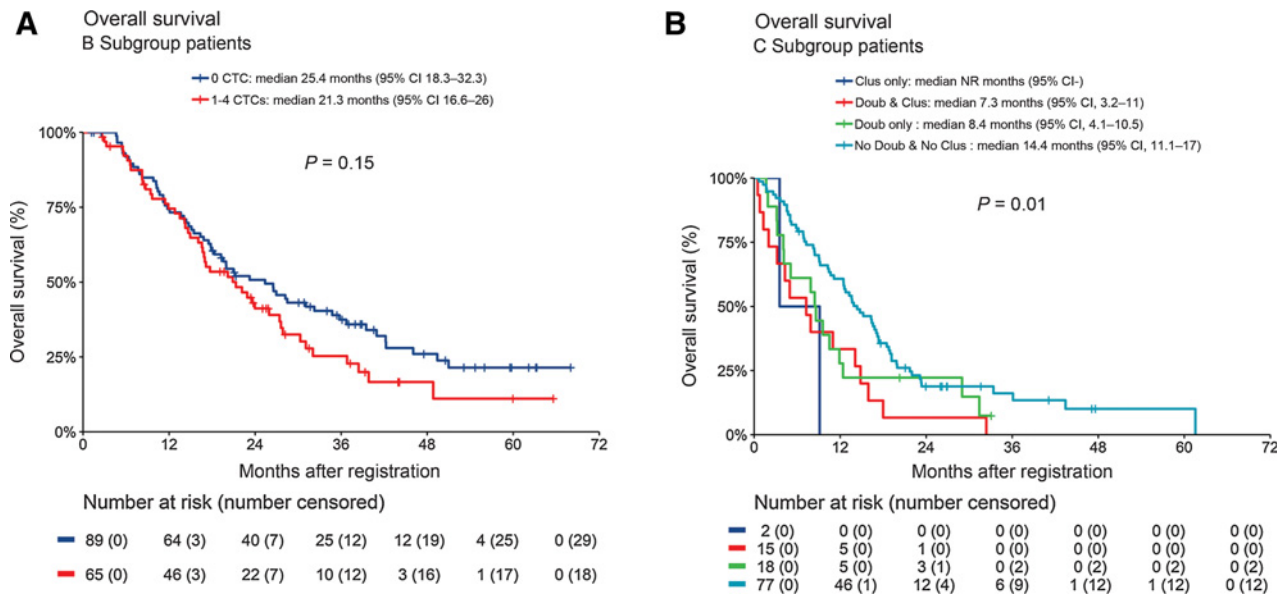 A
Overall survival
B Subgroup patients
0 CTC: median 25.4 months (95% CI 18.3–32.3)
1-4 CTCs: median 21.3 months (95% CI 16.6–26)
P = 0.15
Overall survival (%)
100%
75%
50%
25%
0%
0 12 24 36 48 60 72
Months after registration
Number at risk (number censored)
89 (0) 64 (3) 40 (7) 25 (12) 12 (19) 4 (25) 0 (29)
65 (0) 46 (3) 22 (7) 10 (12) 3 (16) 1 (17) 0 (18)
B
Overall survival
C Subgroup patients
Clus only: median NR months (95% CI-)
Doub & Clus: median 7.3 months (95% CI, 3.2–11)
Doub only : median 8.4 months (95% CI, 4.1–10.5)
No Doub & No Clus : median 14.4 months (95% CI, 11.1–17)
P = 0.01
Overall survival (%)
100%
75%
50%
25%
0%
0 12 24 36 48 60 72
Months after registration
Number at risk (number censored)
2 (0) 0 (0) 0 (0) 0 (0) 0 (0) 0 (0) 0 (0)
15 (0) 5 (0) 1 (0) 0 (0) 0 (0) 0 (0) 0 (0)
18 (0) 5 (0) 3 (1) 0 (2) 0 (2) 0 (2) 0 (2)
77 (0) 46 (1) 12 (4) 6 (9) 1 (12) 1 (12) 0 (12)